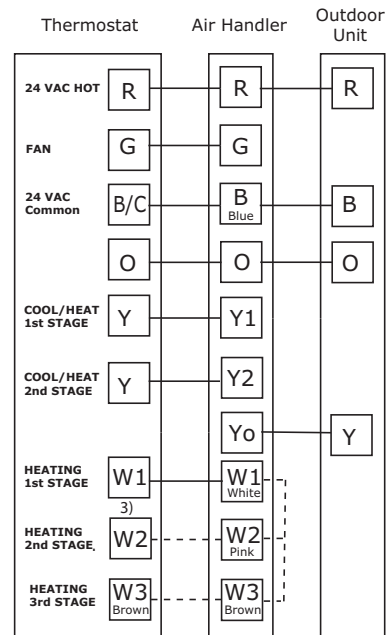 Thermostat Air Handler Outdoor
Unit
24 VAC HOT R R R
FAN G G
24 VAC
Common B/C B B
Blue
O O O
COOL/HEAT
1st STAGE Y Y1
COOL/HEAT
2nd STAGE Y Y2
Yo Y
HEATING
1st STAGE W1 W1
White
3)
HEATING
2nd STAGE. W2 W2
Pink
HEATING
3rd STAGE W3 W3
Brown Brown